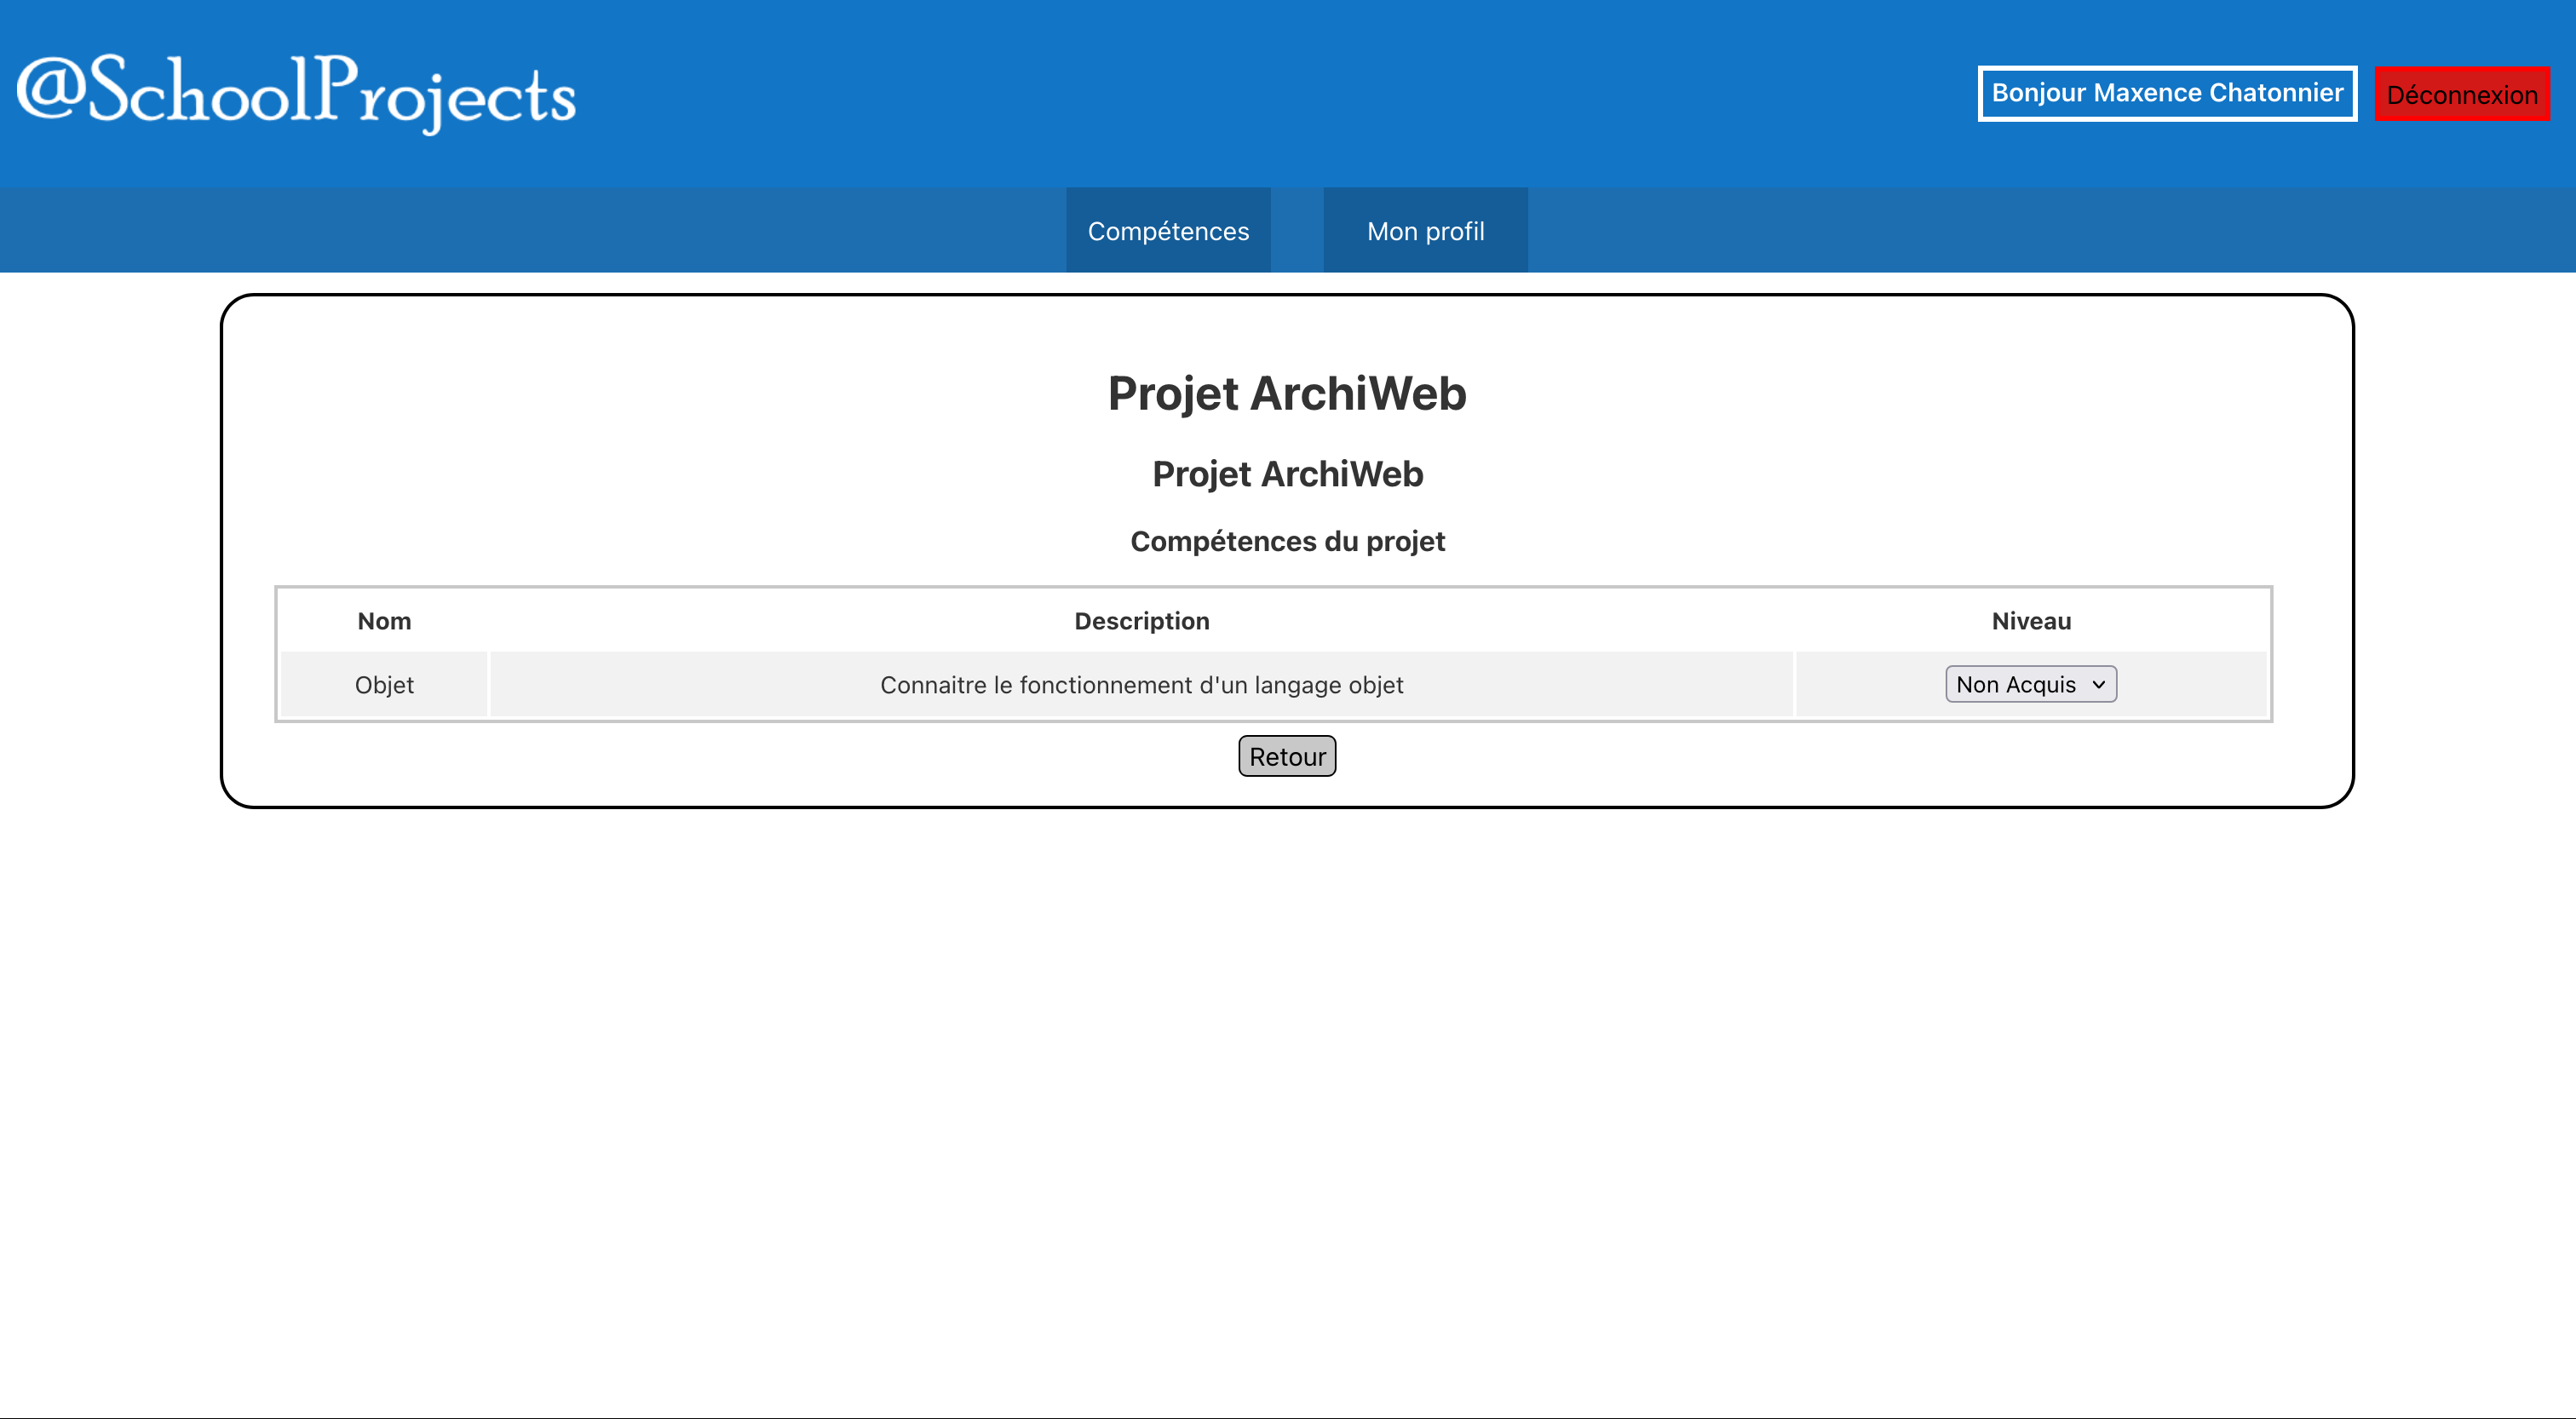 @SchoolProjects
Bonjour Maxence Chatonnier
Déconnexion
Compétences
Mon profil
Projet ArchiWeb
Projet ArchiWeb
Compétences du projet
Nom Description Niveau
Objet Connaitre le fonctionnement d'un langage objet Non Acquis
Retour